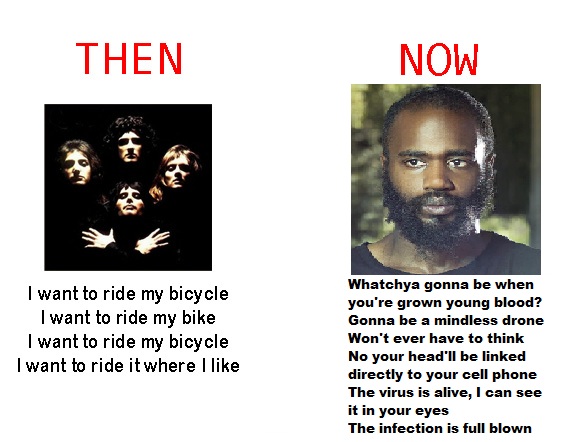 THEN
NOW
I want to ride my bicycle
I want to ride my bike
I want to ride my bicycle
I want to ride it where I like
Whatchya gonna be when
you're grown young blood?
Gonna be a mindless drone
Won't ever have to think
No your head'll be linked
directly to your cell phone
The virus is alive, I can see
it in your eyes
The infection is full blown